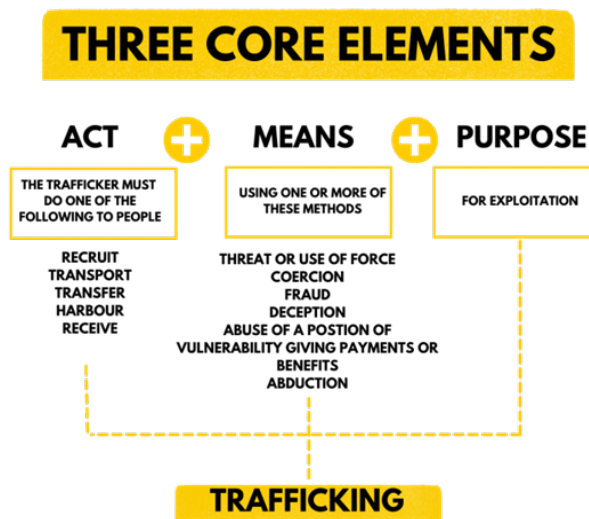 THREE CORE ELEMENTS
ACT + MEANS + PURPOSE
THE TRAFFICKER MUST
DO ONE OF THE
FOLLOWING TO PEOPLE
USING ONE OR MORE OF
THESE METHODS
FOR EXPLOITATION
RECRUIT
TRANSPORT
TRANSFER
HARBOUR
RECEIVE
THREAT OR USE OF FORCE
COERCION
FRAUD
DECEPTION
ABUSE OF A POSTION OF
VULNERABILITY GIVING PAYMENTS OR
BENEFITS
ABDUCTION
TRAFFICKING